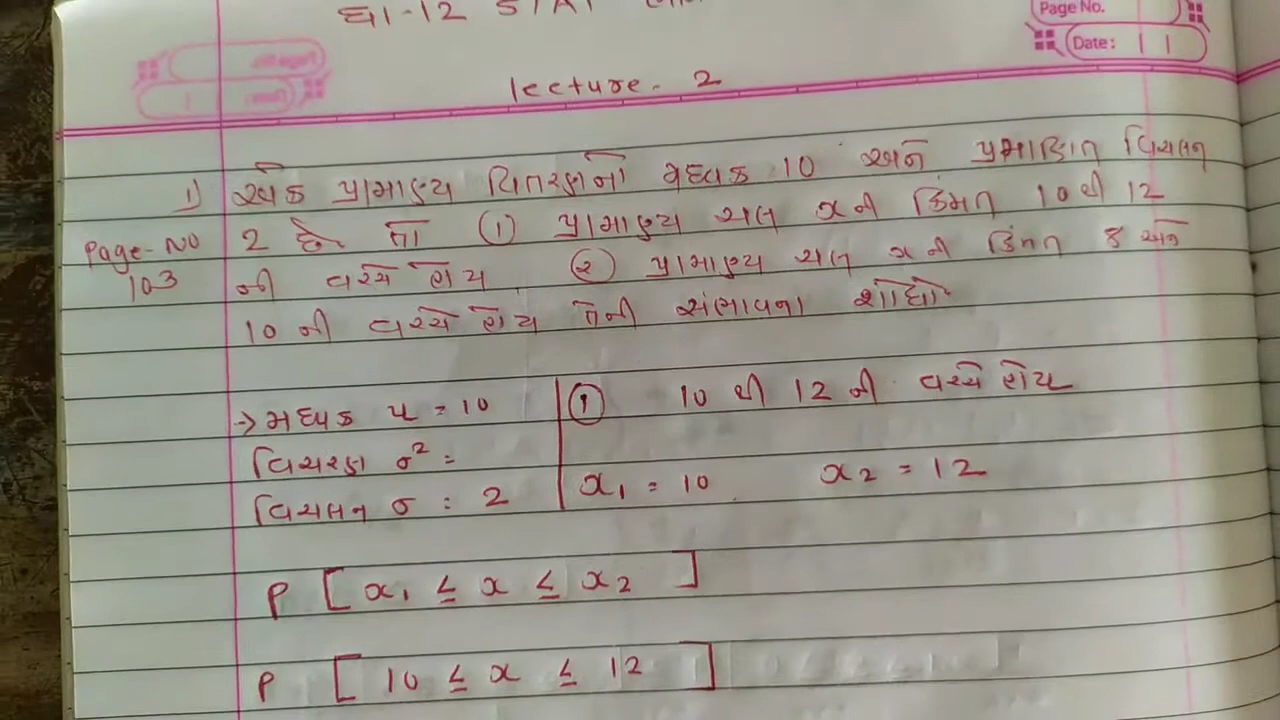 ધો-12 STAT
Page No.
Date:
lecture- 2
1) એક પ્રામાણ્ય વિતરણનો મધ્યક 10 અને પ્રમાણિત વિચલન
Page-NO 103
2 છે તો ① પ્રામાણ્ય ચલ x ની કિંમત 10 થી 12
ની વચ્ચે હોય ② પ્રામાણ્ય ચલ x ની કિંમત 8 અને
10 ની વચ્ચે હોય તેની સંભાવના શોધો
→ મધ્યક μ = 10
વિચરણ σ² =
વિચલન σ : 2
① 10 થી 12 ની વચ્ચે હોય
x₁ = 10 x₂ = 12
P [ x₁ ≤ x ≤ x₂ ]
P [ 10 ≤ x ≤ 12 ]